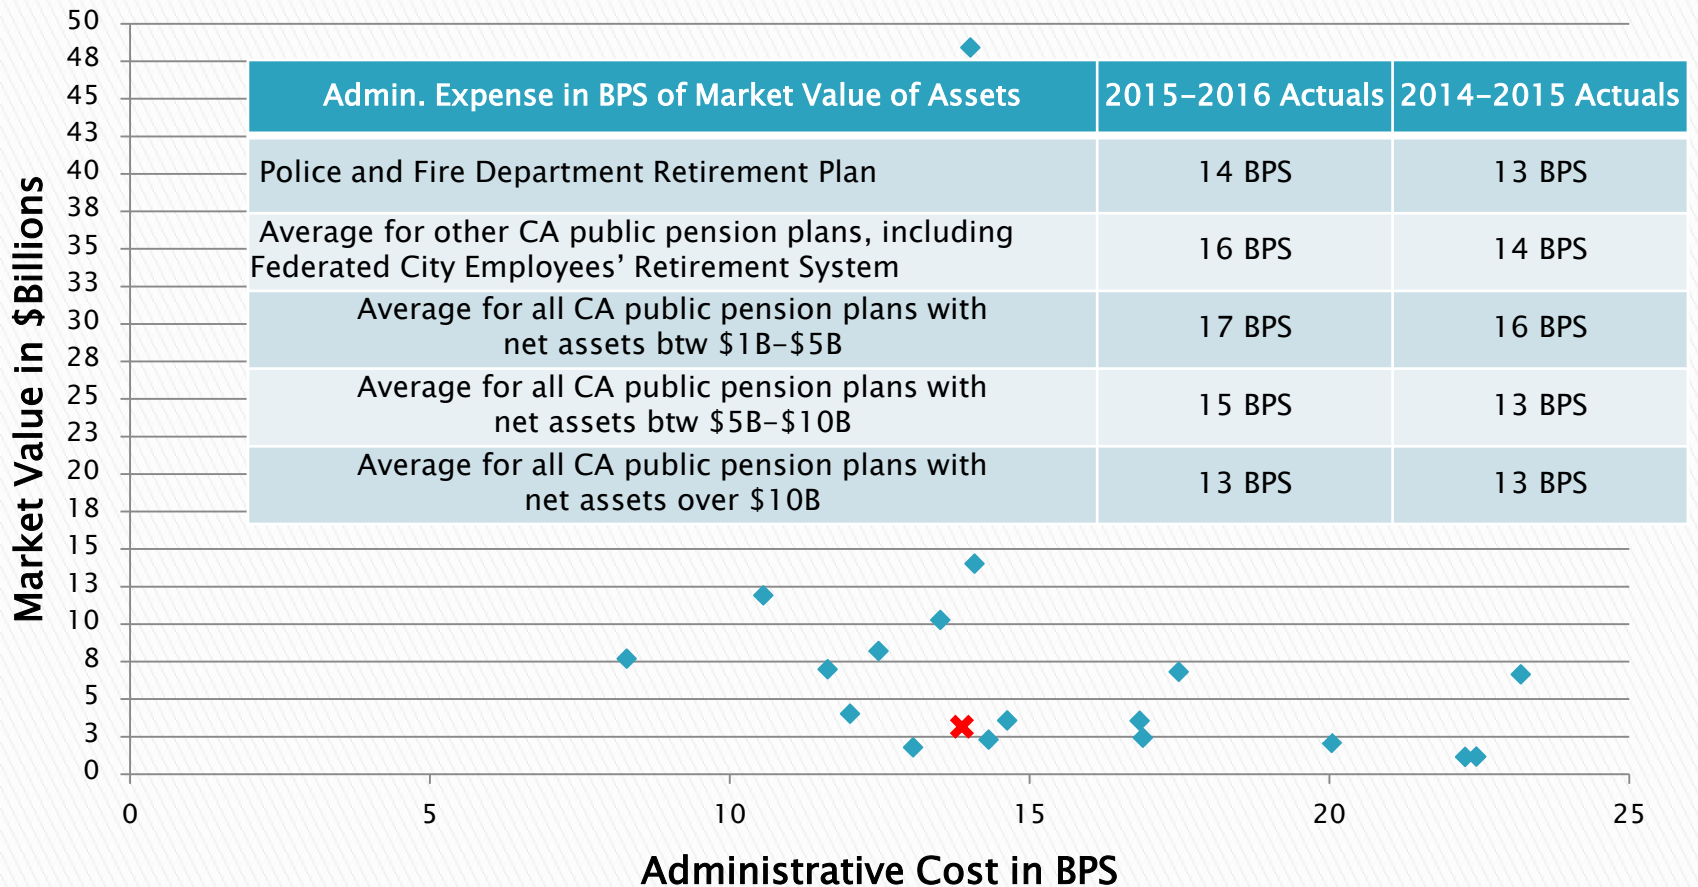 Market Value in $Billions
50
48
45
43
40
38
35
33
30
28
25
23
20
18
15
13
10
8
5
3
0
Admin. Expense in BPS of Market Value of Assets 2015-2016 Actuals 2014-2015 Actuals
Police and Fire Department Retirement Plan 14 BPS 13 BPS
Average for other CA public pension plans, including
Federated City Employees’ Retirement System 16 BPS 14 BPS
Average for all CA public pension plans with
net assets btw $1B-$5B 17 BPS 16 BPS
Average for all CA public pension plans with
net assets btw $5B-$10B 15 BPS 13 BPS
Average for all CA public pension plans with
net assets over $10B 13 BPS 13 BPS
0 5 10 15 20 25
Administrative Cost in BPS